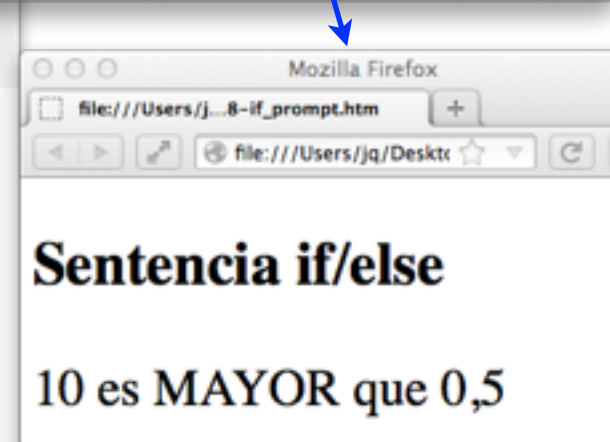 Mozilla Firefox
file:///Users/j...8-if_prompt.htm
+
file:///Users/jq/Deskto
Sentencia if/else
10 es MAYOR que 0,5